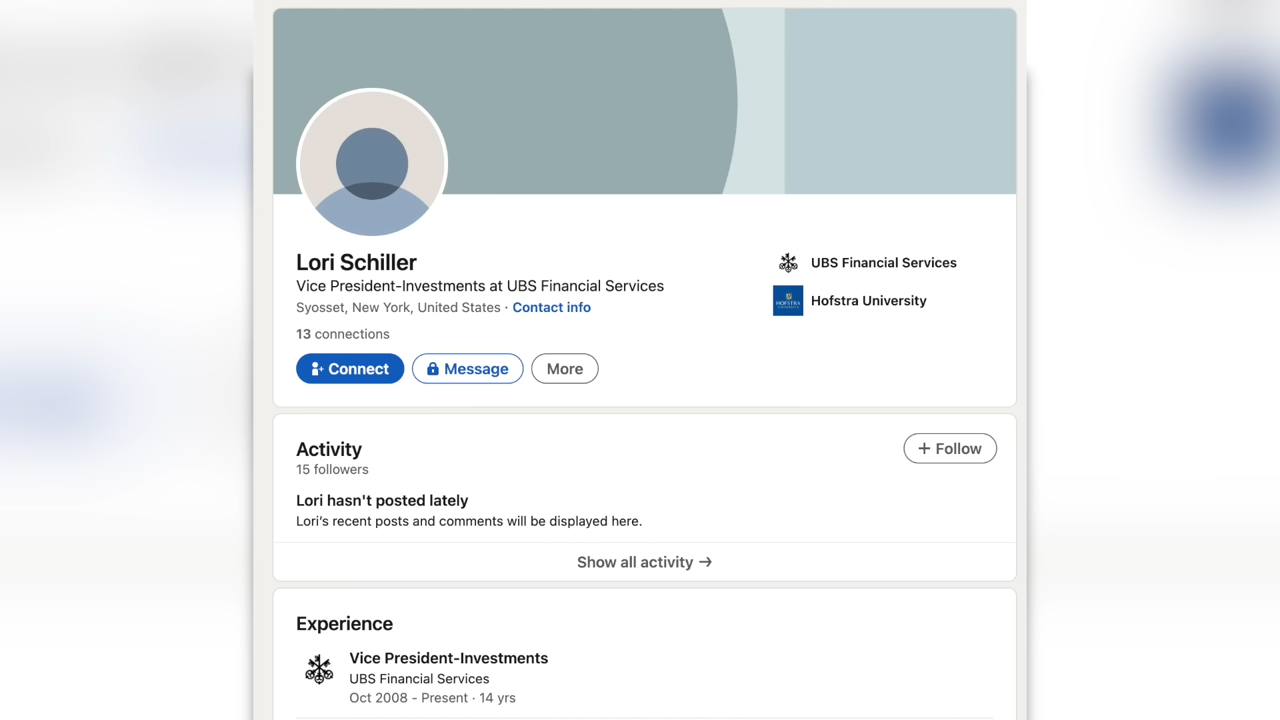 Lori Schiller
Vice President-Investments at UBS Financial Services
Syosset, New York, United States · Contact info
13 connections
Connect
Message
More
UBS Financial Services
HOFSTRA
Hofstra University
Activity
15 followers
+ Follow
Lori hasn't posted lately
Lori’s recent posts and comments will be displayed here.
Show all activity →
Experience
Vice President-Investments
UBS Financial Services
Oct 2008 - Present · 14 yrs